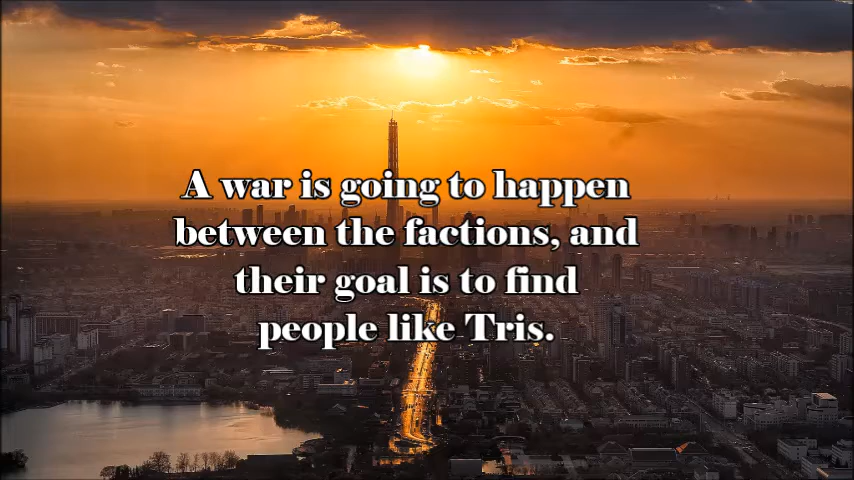 A war is going to happen
between the factions, and
their goal is to find
people like Tris.